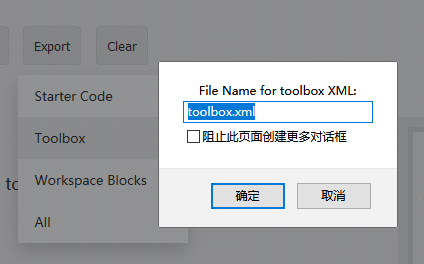 Export
Clear
Starter Code
Toolbox
to
Workspace Blocks
All
File Name for toolbox XML:
toolbox.xml
阻止此页面创建更多对话框
确定
取消